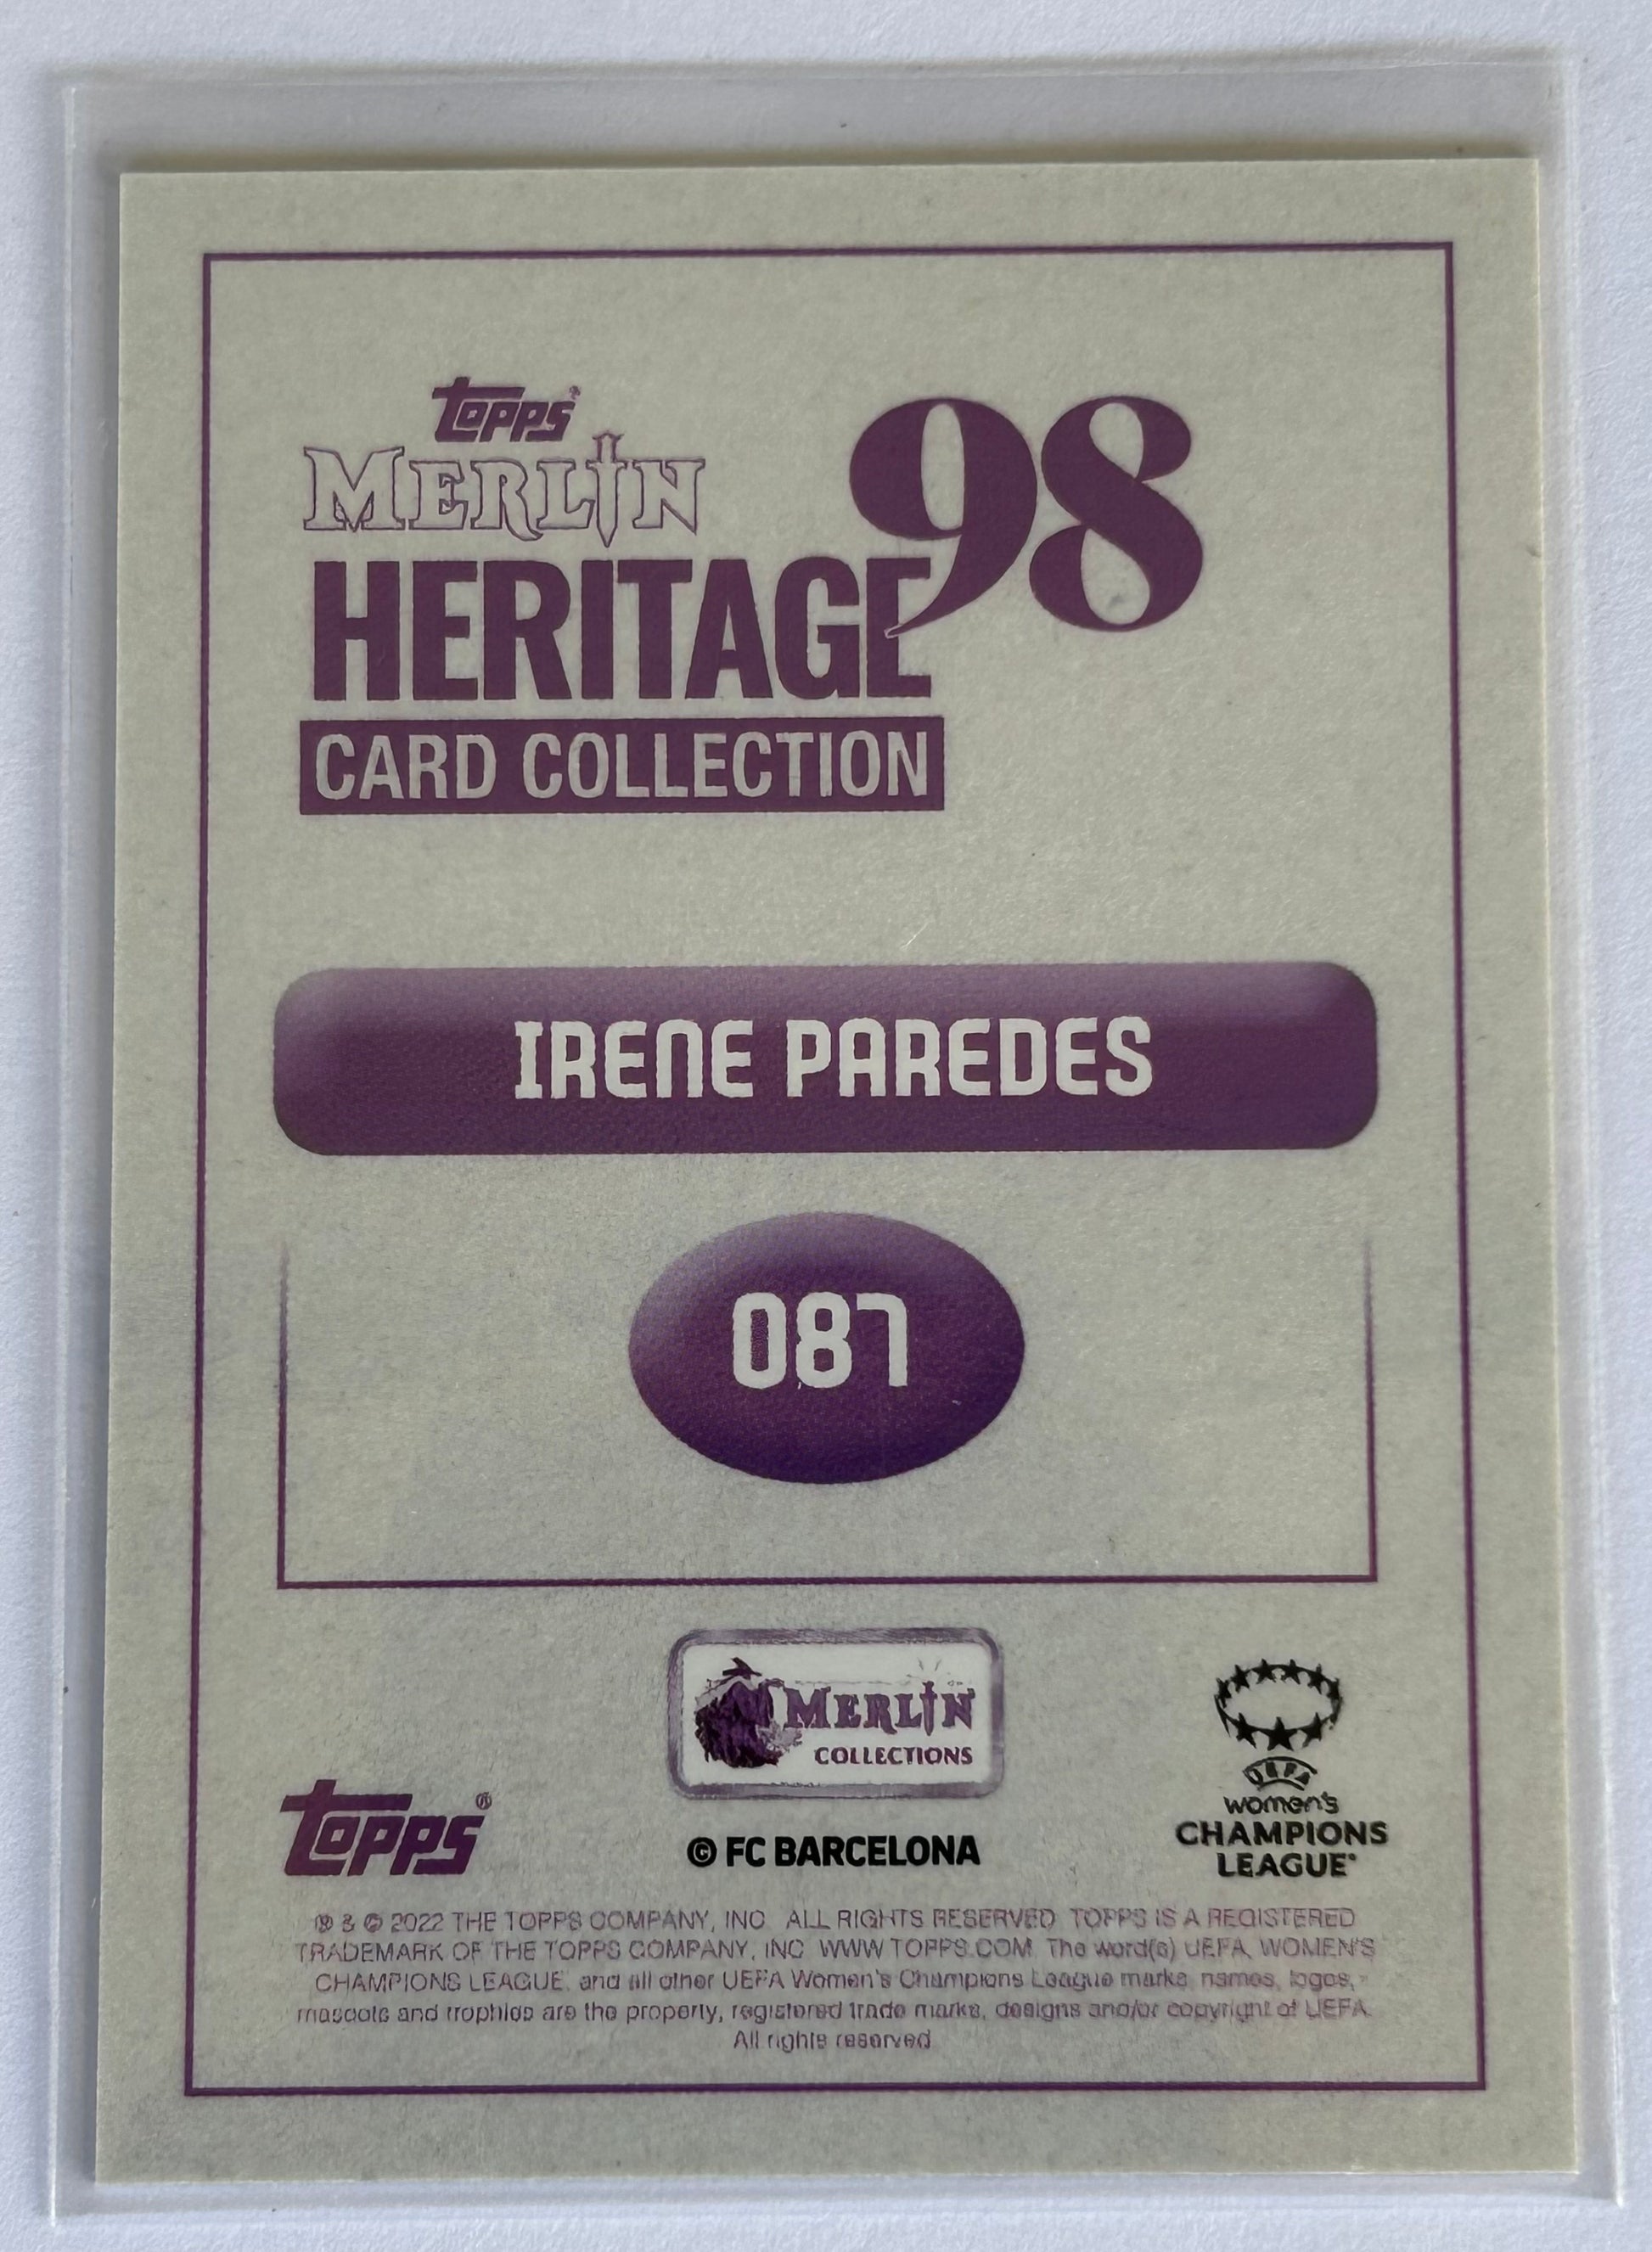 TOPPS
MERLIN
98
HERITAGE
CARD COLLECTION
IRENE PAREDES
087
MERLIN
COLLECTIONS
UEFA
women's
CHAMPIONS
LEAGUE
TOPPS®
© FC BARCELONA
® & © 2022 THE TOPPS COMPANY, INC. ALL RIGHTS RESERVED. TOPPS IS A REGISTERED
TRADEMARK OF THE TOPPS COMPANY, INC. WWW.TOPPS.COM. The word(s) UEFA, WOMEN'S
CHAMPIONS LEAGUE, and all other UEFA Women's Champions League marks, names, logos,
mascots and trophies are the property, registered trade marks, designs and/or copyright of UEFA.
All rights reserved.